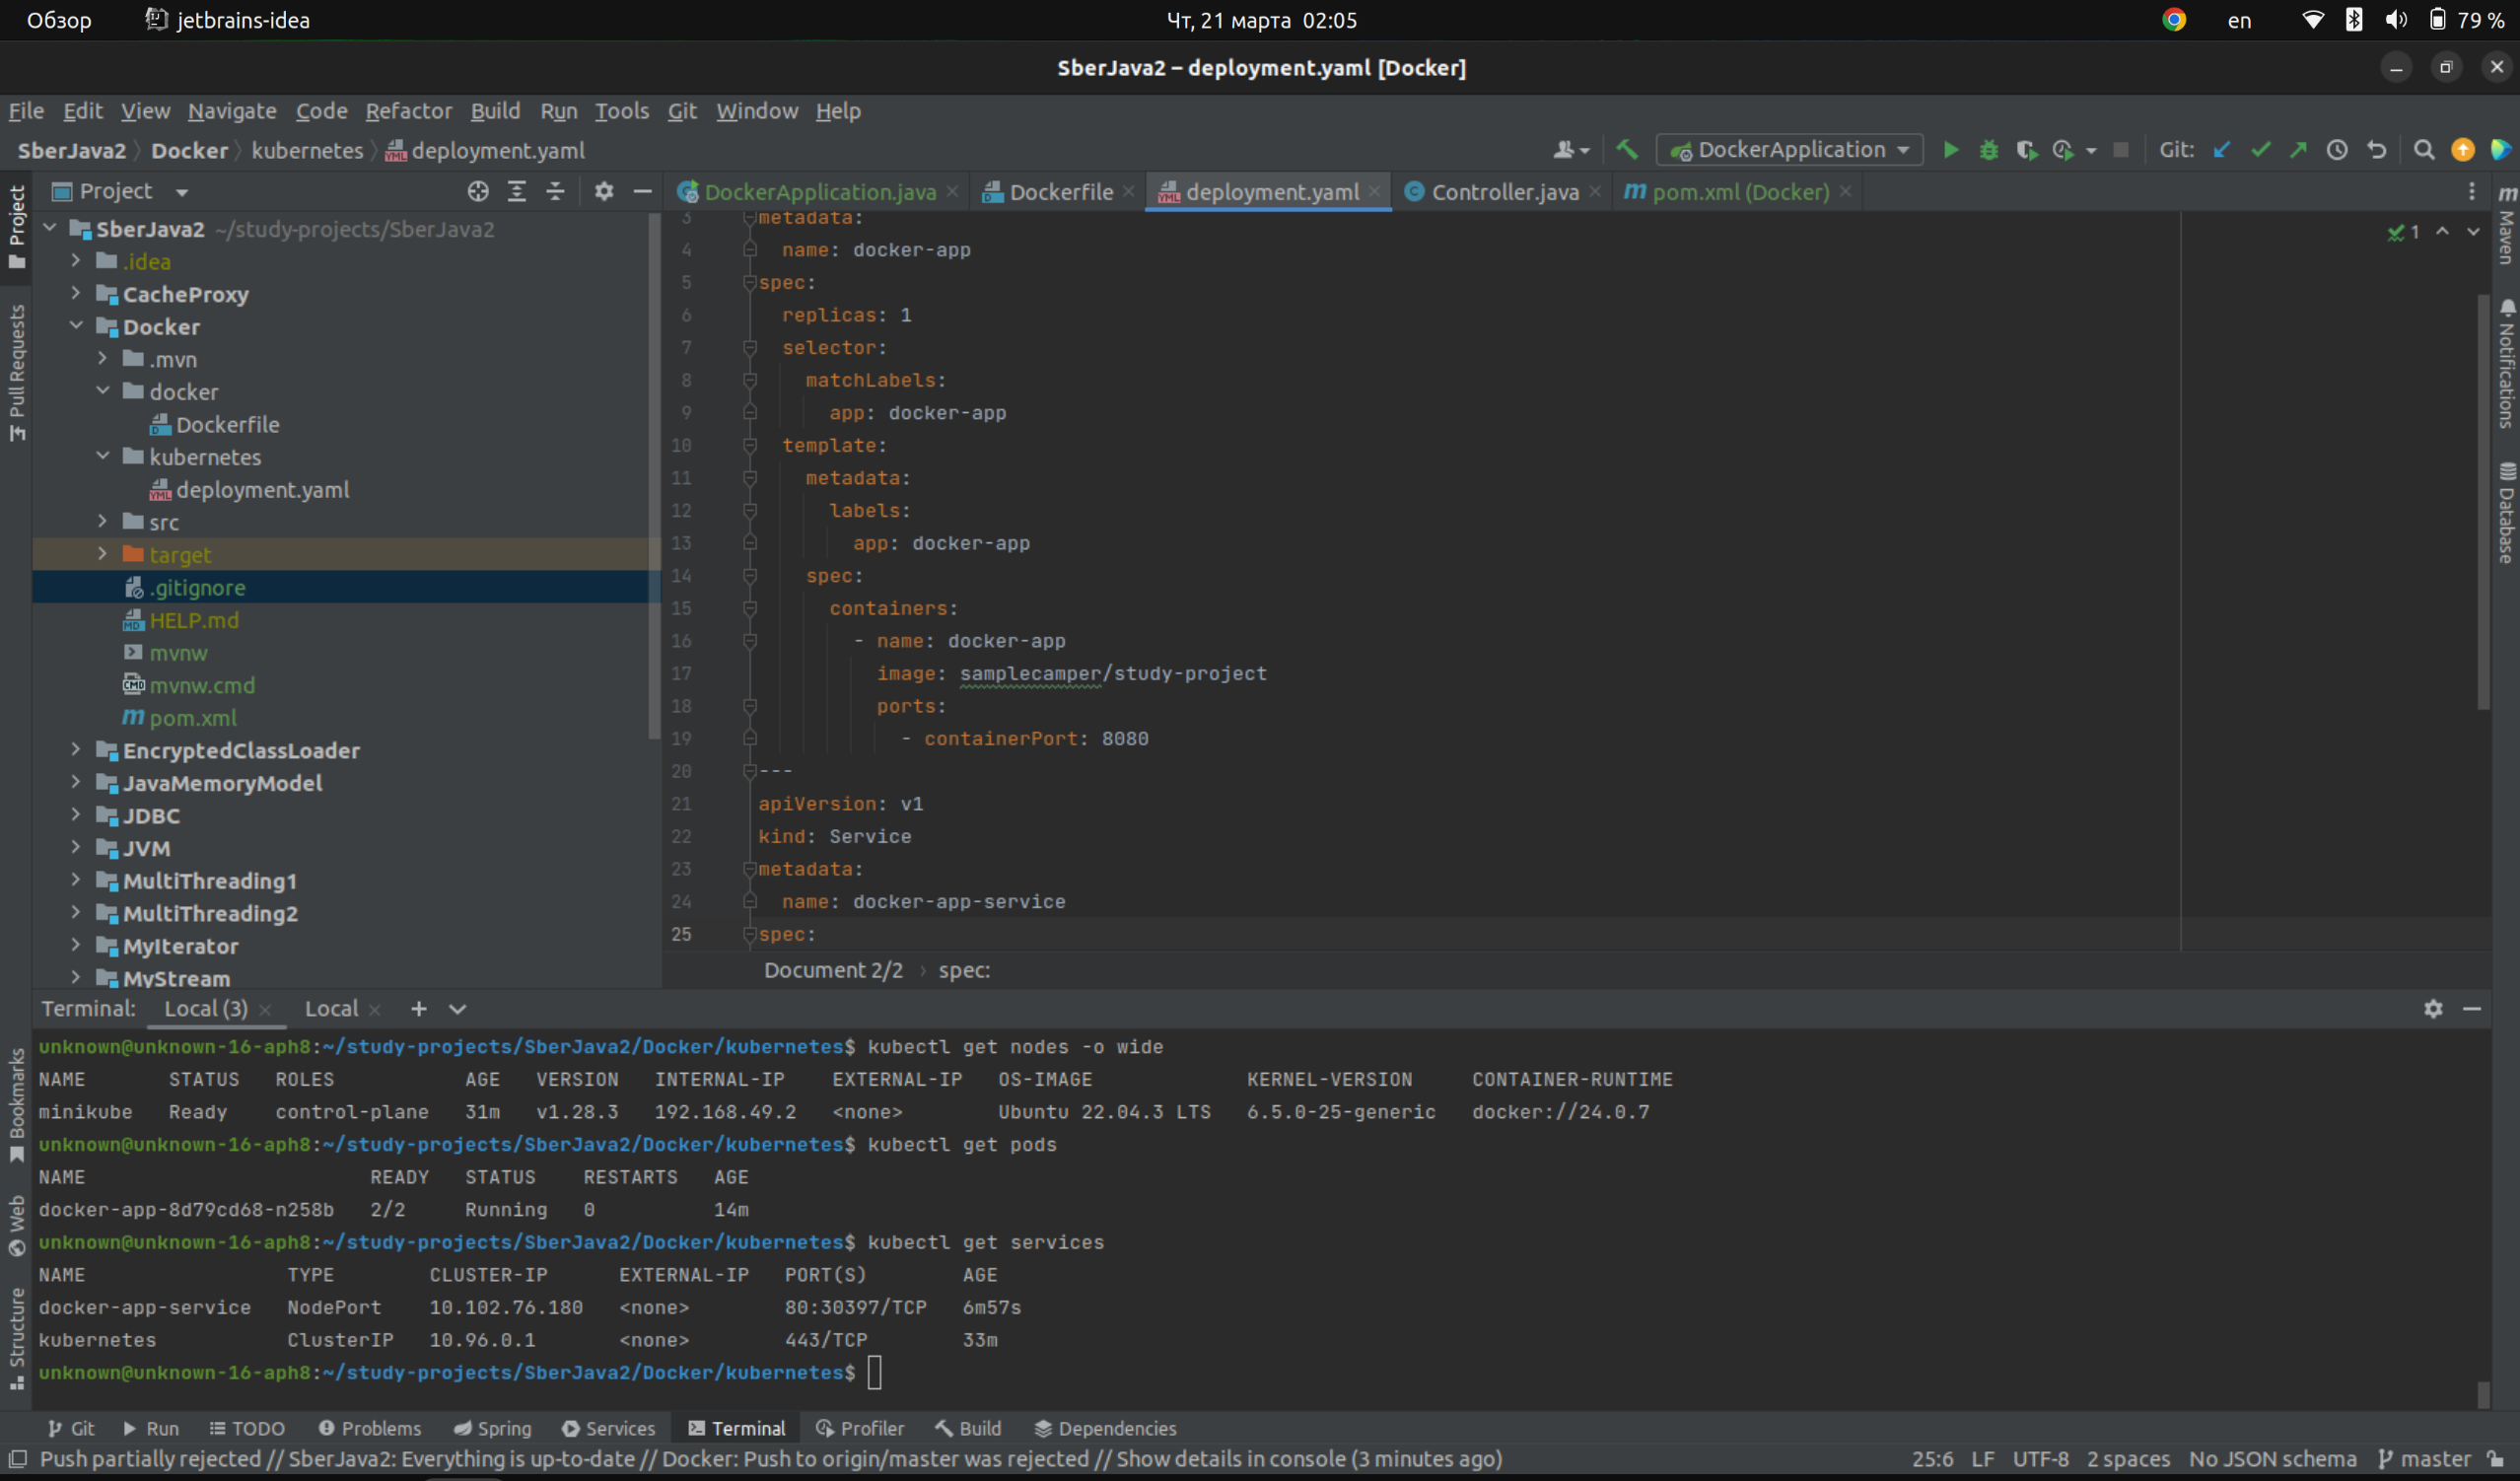 Обзор jetbrains-idea Чт, 21 марта 02:05 en 79 %
SberJava2 – deployment.yaml [Docker]
File Edit View Navigate Code Refactor Build Run Tools Git Window Help
SberJava2 Docker kubernetes deployment.yaml DockerApplication Git:
Project DockerApplication.java Dockerfile deployment.yaml Controller.java pom.xml (Docker)
SberJava2 ~/study-projects/SberJava2
.idea
CacheProxy
Docker
.mvn
docker
Dockerfile
kubernetes
deployment.yaml
src
target
.gitignore
HELP.md
mvnw
mvnw.cmd
pom.xml
EncryptedClassLoader
JavaMemoryModel
JDBC
JVM
MultiThreading1
MultiThreading2
MyIterator
MyStream
3 metadata:
4   name: docker-app
5 spec:
6   replicas: 1
7   selector:
8     matchLabels:
9       app: docker-app
10   template:
11     metadata:
12       labels:
13         app: docker-app
14     spec:
15       containers:
16         - name: docker-app
17           image: samplecamper/study-project
18           ports:
19             - containerPort: 8080
20 ---
21 apiVersion: v1
22 kind: Service
23 metadata:
24   name: docker-app-service
25 spec:
1
Document 2/2 spec:
Project
Pull Requests
Bookmarks
Web
Structure
Maven
Notifications
Database
Terminal: Local (3) Local
unknown@unknown-16-aph8:~/study-projects/SberJava2/Docker/kubernetes$ kubectl get nodes -o wide
NAME STATUS ROLES AGE VERSION INTERNAL-IP EXTERNAL-IP OS-IMAGE KERNEL-VERSION CONTAINER-RUNTIME
minikube Ready control-plane 31m v1.28.3 192.168.49.2 <none> Ubuntu 22.04.3 LTS 6.5.0-25-generic docker://24.0.7
unknown@unknown-16-aph8:~/study-projects/SberJava2/Docker/kubernetes$ kubectl get pods
NAME READY STATUS RESTARTS AGE
docker-app-8d79cd68-n258b 2/2 Running 0 14m
unknown@unknown-16-aph8:~/study-projects/SberJava2/Docker/kubernetes$ kubectl get services
NAME TYPE CLUSTER-IP EXTERNAL-IP PORT(S) AGE
docker-app-service NodePort 10.102.76.180 <none> 80:30397/TCP 6m57s
kubernetes ClusterIP 10.96.0.1 <none> 443/TCP 33m
unknown@unknown-16-aph8:~/study-projects/SberJava2/Docker/kubernetes$
Git Run TODO Problems Spring Services Terminal Profiler Build Dependencies
Push partially rejected // SberJava2: Everything is up-to-date // Docker: Push to origin/master was rejected // Show details in console (3 minutes ago) 25:6 LF UTF-8 2 spaces No JSON schema master